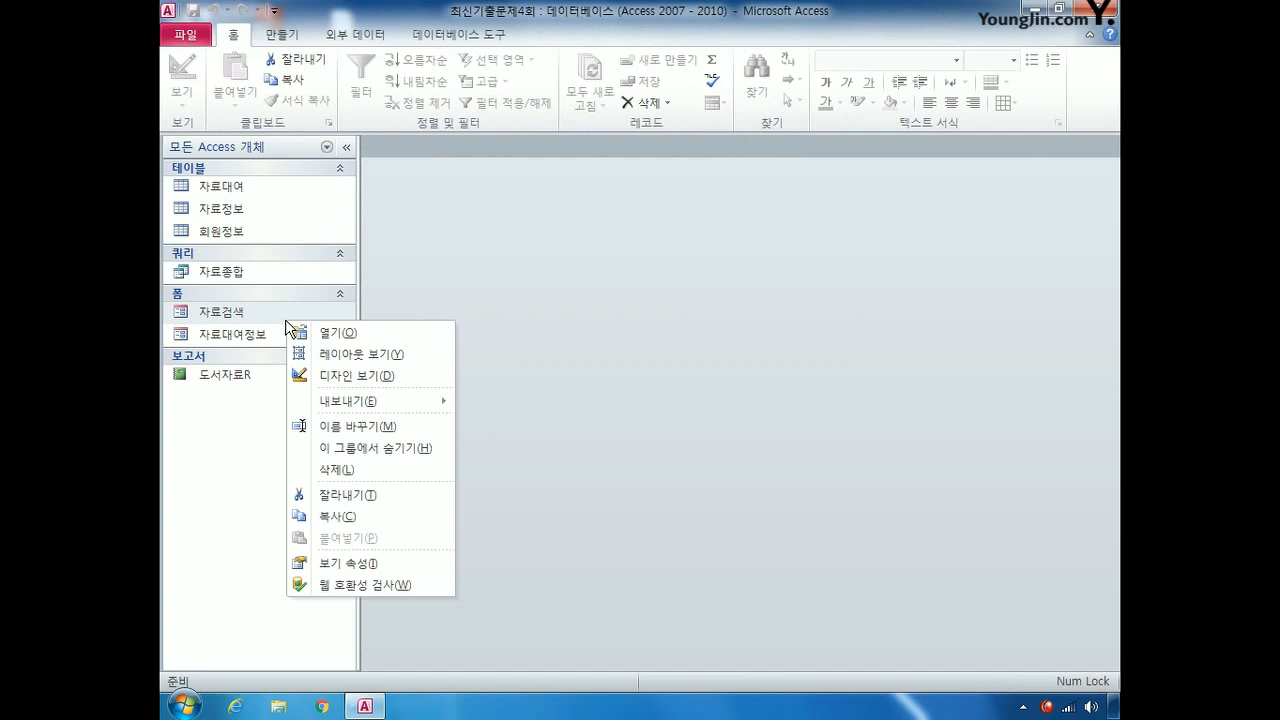 최신기출문제4회 : 데이터베이스 (Access 2007 - 2010) - Microsoft Access
YoungJin.com Y.
파일 홈 만들기 외부 데이터 데이터베이스 도구
보기
보기
붙여넣기
잘라내기
복사
서식 복사
클립보드
필터
오름차순
내림차순
정렬 제거
선택 영역
고급
필터 적용/해제
정렬 및 필터
모두 새로 고침
새로 만들기
저장
삭제
레코드
찾기
찾기
가 가 가
가
텍스트 서식
모든 Access 개체
테이블
자료대여
자료정보
회원정보
쿼리
자료종합
폼
자료검색
자료대여정보
보고서
도서자료R
열기(O)
레이아웃 보기(Y)
디자인 보기(D)
내보내기(E)
이름 바꾸기(M)
이 그룹에서 숨기기(H)
삭제(L)
잘라내기(T)
복사(C)
붙여넣기(P)
보기 속성(I)
웹 호환성 검사(W)
준비
Num Lock